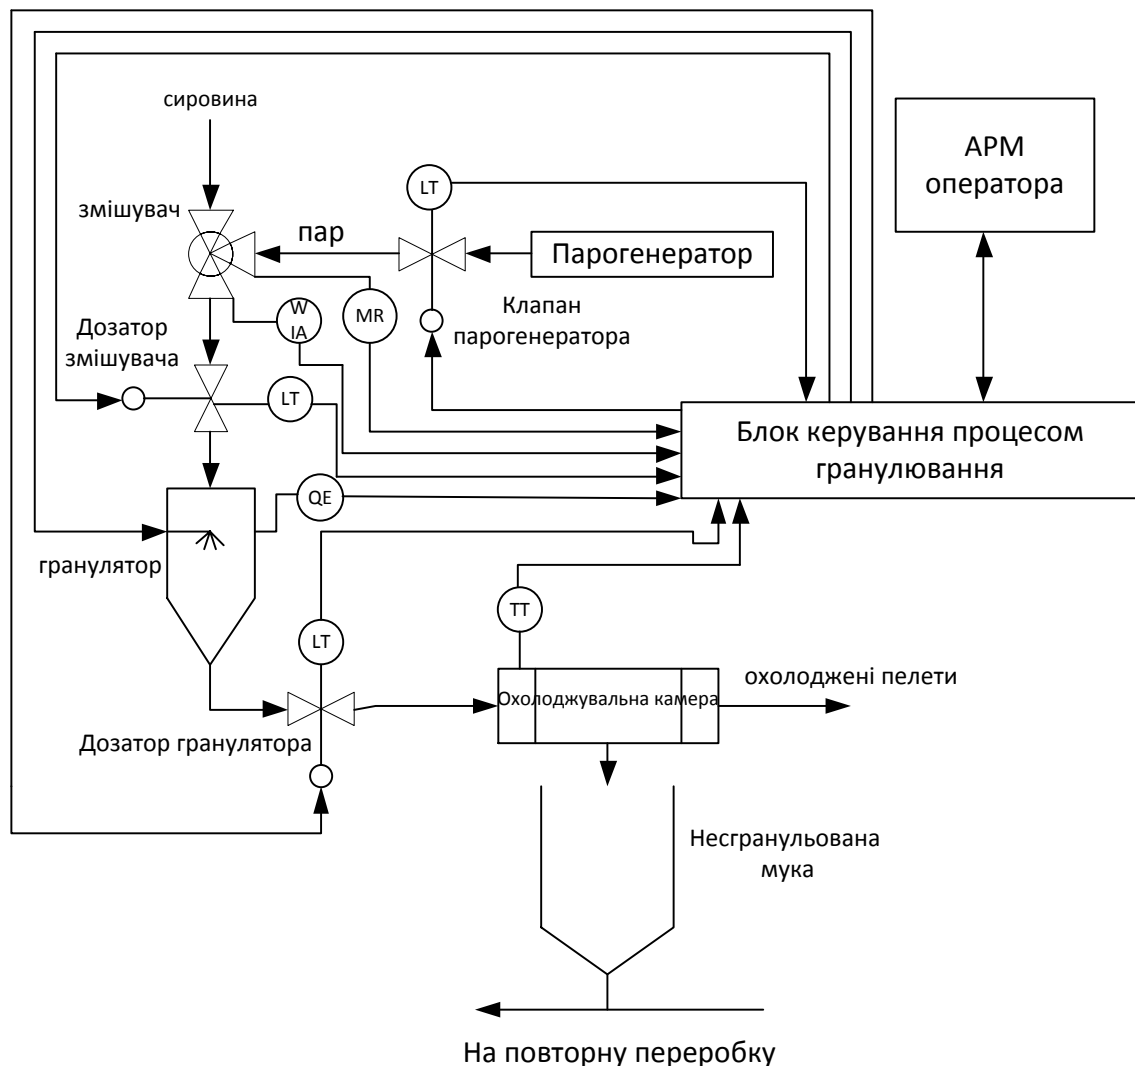 сировина
АРМ
оператора
LT
змішувач
пар
Парогенератор
W
IA
MR
Клапан
парогенератора
Дозатор
змішувача
LT
Блок керування процесом
гранулювання
QE
гранулятор
TT
LT
Охолоджувальна камера
охолоджені пелети
Дозатор гранулятора
Несгранульована
мука
На повторну переробку